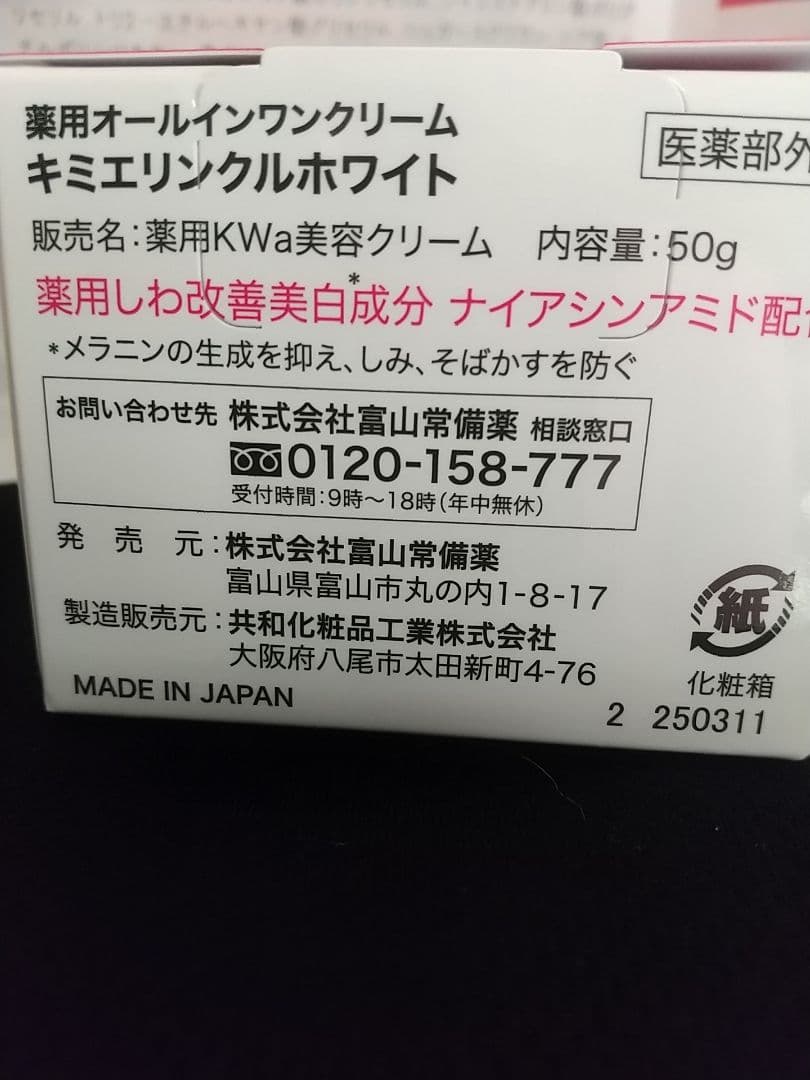 薬用オールインワンクリーム
キミエリンクルホワイト
医薬部外
販売名:薬用KWa美容クリーム 内容量:50g
薬用しわ改善美白*成分 ナイアシンアミド配合
*メラニンの生成を抑え、しみ、そばかすを防ぐ
お問い合わせ先 株式会社富山常備薬 相談窓口
0120-158-777
受付時間:9時～18時(年中無休)
発売元:株式会社富山常備薬
富山県富山市丸の内1-8-17
製造販売元:共和化粧品工業株式会社
大阪府八尾市太田新町4-76
紙
化粧箱
MADE IN JAPAN
2 250311